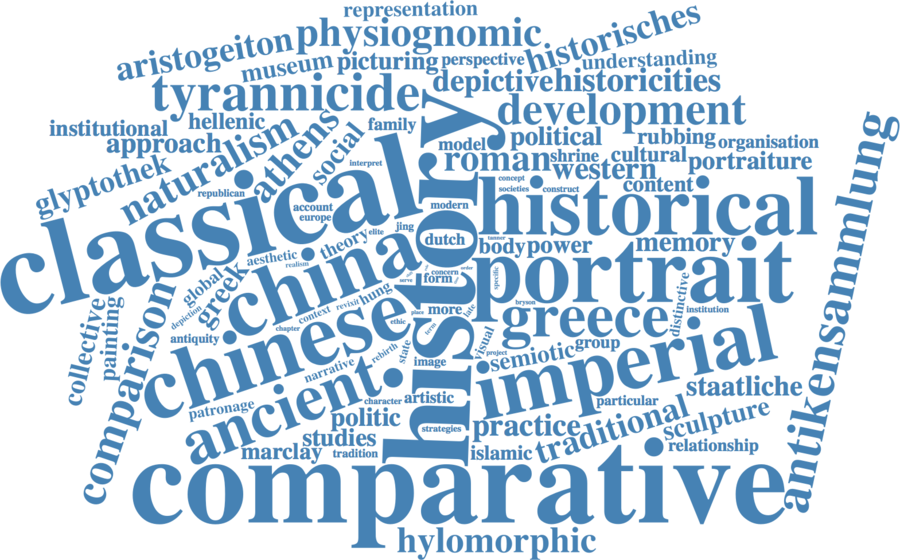 representation
historisches
aristogeiton
physiognomic
museum
picturing
perspective
understanding
tyrannicide
depictive
historicities
development
institutional
hellenic
family
approach
naturalism
athens
social
model
political
rubbing
organisation
roman
shrine
western
cultural
portraiture
glyptothek
interpret
republican
concept
societies
construct
content
classical
history
historical
account
europe
modern
antikensammlung
jing
elite
theory
dutch
tanner
body
power
memory
aesthetic
realism
china
global
greek
depiction
concern
form
serve
specific
portrait
distinctive
collective
painting
comparison
hung
revisit
context
chapter
antiquity
chinese
ethic
place
more
term
late
hryson
greece
institution
visual
project
state
rebirth
narrative
image
semiotic
group
imperial
ancient
patronage
character
artistic
particular
staatliche
politic
strategies
practice
traditional
sculpture
studies
marclay
tradition
islamic
relationship
comparative
hylomorphic